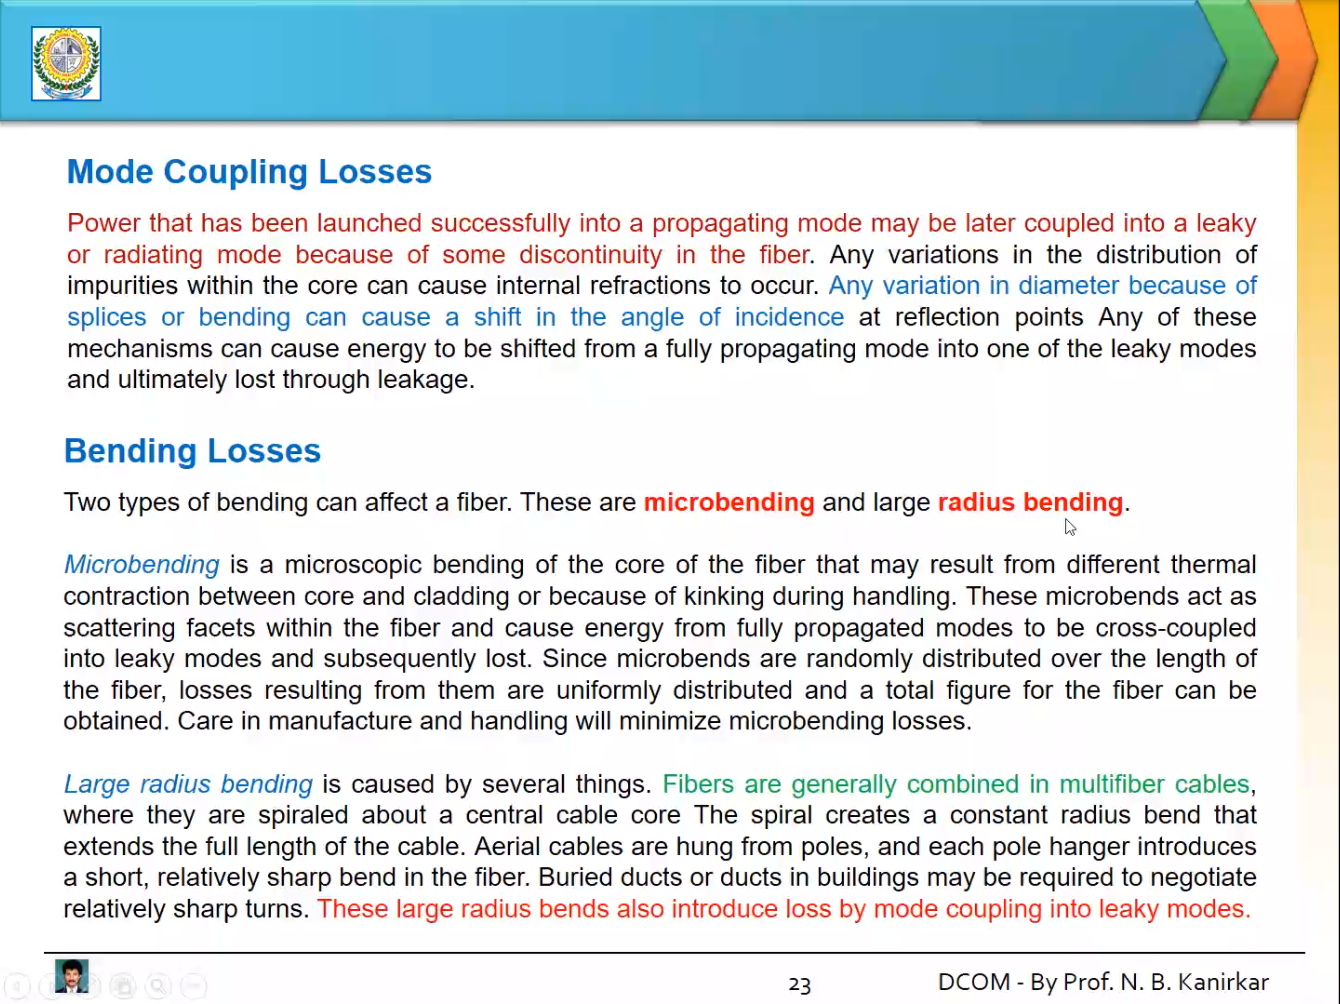 Mode Coupling Losses
Power that has been launched successfully into a propagating mode may be later coupled into a leaky
or radiating mode because of some discontinuity in the fiber. Any variations in the distribution of
impurities within the core can cause internal refractions to occur. Any variation in diameter because of
splices or bending can cause a shift in the angle of incidence at reflection points Any of these
mechanisms can cause energy to be shifted from a fully propagating mode into one of the leaky modes
and ultimately lost through leakage.
Bending Losses
Two types of bending can affect a fiber. These are microbending and large radius bending.
Microbending is a microscopic bending of the core of the fiber that may result from different thermal
contraction between core and cladding or because of kinking during handling. These microbends act as
scattering facets within the fiber and cause energy from fully propagated modes to be cross-coupled
into leaky modes and subsequently lost. Since microbends are randomly distributed over the length of
the fiber, losses resulting from them are uniformly distributed and a total figure for the fiber can be
obtained. Care in manufacture and handling will minimize microbending losses.
Large radius bending is caused by several things. Fibers are generally combined in multifiber cables,
where they are spiraled about a central cable core The spiral creates a constant radius bend that
extends the full length of the cable. Aerial cables are hung from poles, and each pole hanger introduces
a short, relatively sharp bend in the fiber. Buried ducts or ducts in buildings may be required to negotiate
relatively sharp turns. These large radius bends also introduce loss by mode coupling into leaky modes.
23
DCOM - By Prof. N. B. Kanirkar